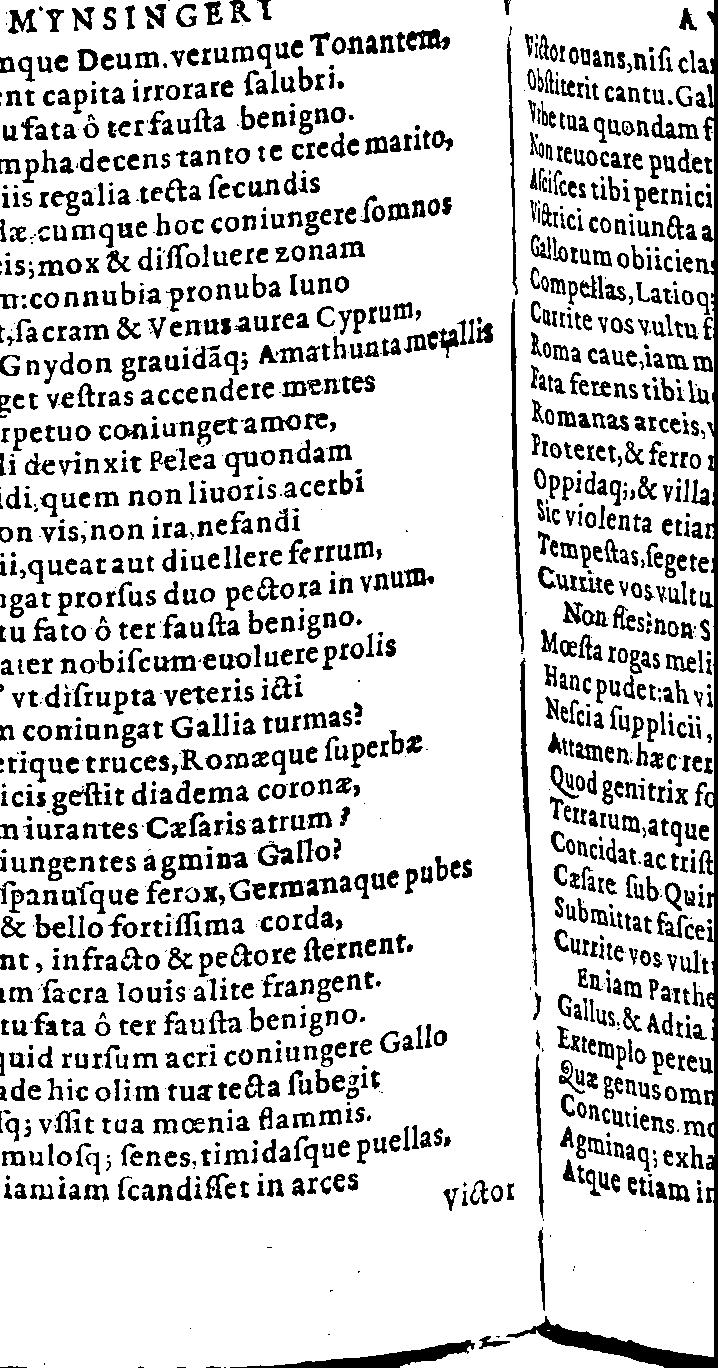 MYNSINGERI
mque Deum. verumque Tonantem,
ent capita irrorare ſalubri.
u fata ô ter fauſta benigno.
mpha decens tanto te crede marito,
iis regalia tecta ſecundis
læ. cumque hoc coniungere ſomnos
eis; mox & diſſoluere zonam
m: connubia pronuba Iuno
t, ſacram & Venus aurea Cyprum,
Gnydon grauidāq; Amathunta metallis
get veſtras accendere mentes
rpetuo coniunget amore,
li devinxit Pelea quondam
idi, quem non liuoris acerbi
on vis, non ira, nefandi
ii, queat aut diuellere ferrum,
ngat prorſus duo pectora in vnum.
tu fato ô ter fauſta benigno.
ater nobiſcum euoluere prolis
vt diſrupta veteris icti
m coniungat Gallia turmas?
etique truces, Romæque ſuperbæ
icis geſtit diadema coronæ,
m iurantes Cæſaris atrum?
iungentes agmina Gallo?
ſpanuſque ferox, Germanaque pubes
& bello fortiſſima corda,
nt, infracto & pectore ſternent.
um ſacra Iouis alite frangent.
tu fata ô ter fauſta benigno.
quid rurſum acri coniungere Gallo
ade hic olim tua tecta ſubegit
ſq; vſſit tua mœnia flammis.
muloſq; ſenes, timidaſque puellas,
iamiam ſcandiſſet in arces
victor
A V
Victor ouans, niſi cla
Obſtiterit cantu. Gal
Vrbe tua quondam f
Non reuocare pudet
Aſciſces tibi pernici
Victrici coniuncta a
Gallorum obiiciens
Compellas, Latioq;
Currite vos vultu f
Roma caue, iam m
Fata ferens tibi luc
Romanas arceis, v
Proteret, & ferro
Oppidaq;, & villa
Sic violenta etiam
Tempeſtas, ſegetes
Currite vos vultu
Non fles? non S
Mœſta rogas meli
Hanc pudet: ah vi
Neſcia ſupplicii,
Attamen hæc rer
Quod genitrix fo
Terrarum, atque
Concidat. ac triſt
Cæſare ſub Quin
Submittat faſcei
Currite vos vult
En iam Parthe
Gallus, & Adria
Extemplo pereu
Quæ genus omn
Concutiens. mo
Agminaq; exha
Atque etiam in